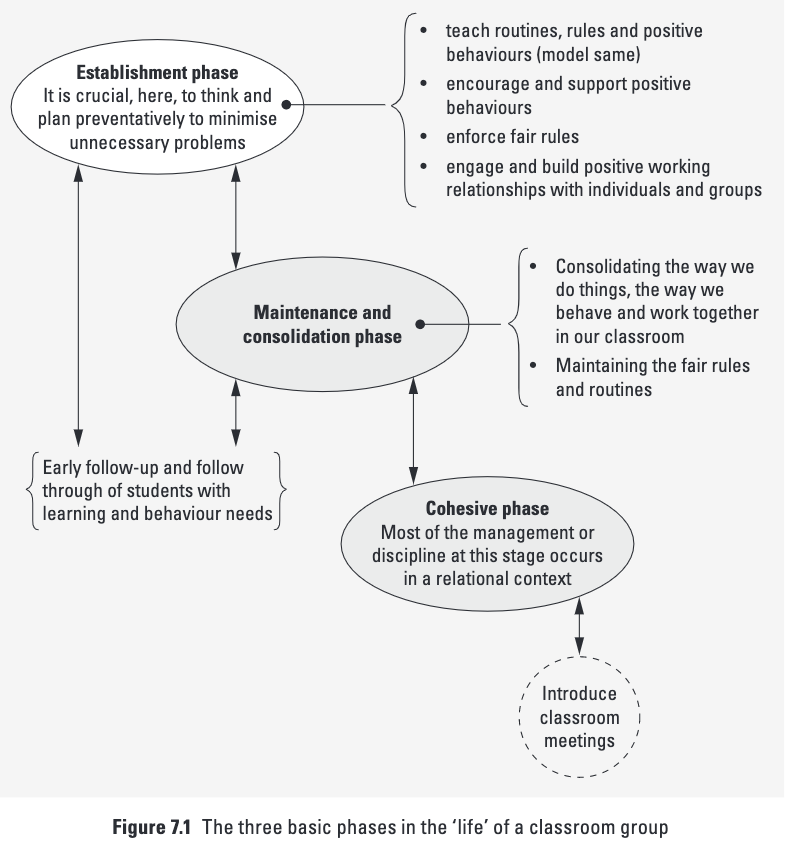 Establishment phase
It is crucial, here, to think and
plan preventatively to minimise
unnecessary problems
• teach routines, rules and positive
behaviours (model same)
• encourage and support positive
behaviours
• enforce fair rules
• engage and build positive working
relationships with individuals and groups
Maintenance and
consolidation phase
• Consolidating the way we
do things, the way we
behave and work together
in our classroom
• Maintaining the fair rules
and routines
Early follow-up and follow
through of students with
learning and behaviour needs
Cohesive phase
Most of the management or
discipline at this stage occurs
in a relational context
Introduce
classroom
meetings
Figure 7.1 The three basic phases in the ‘life’ of a classroom group